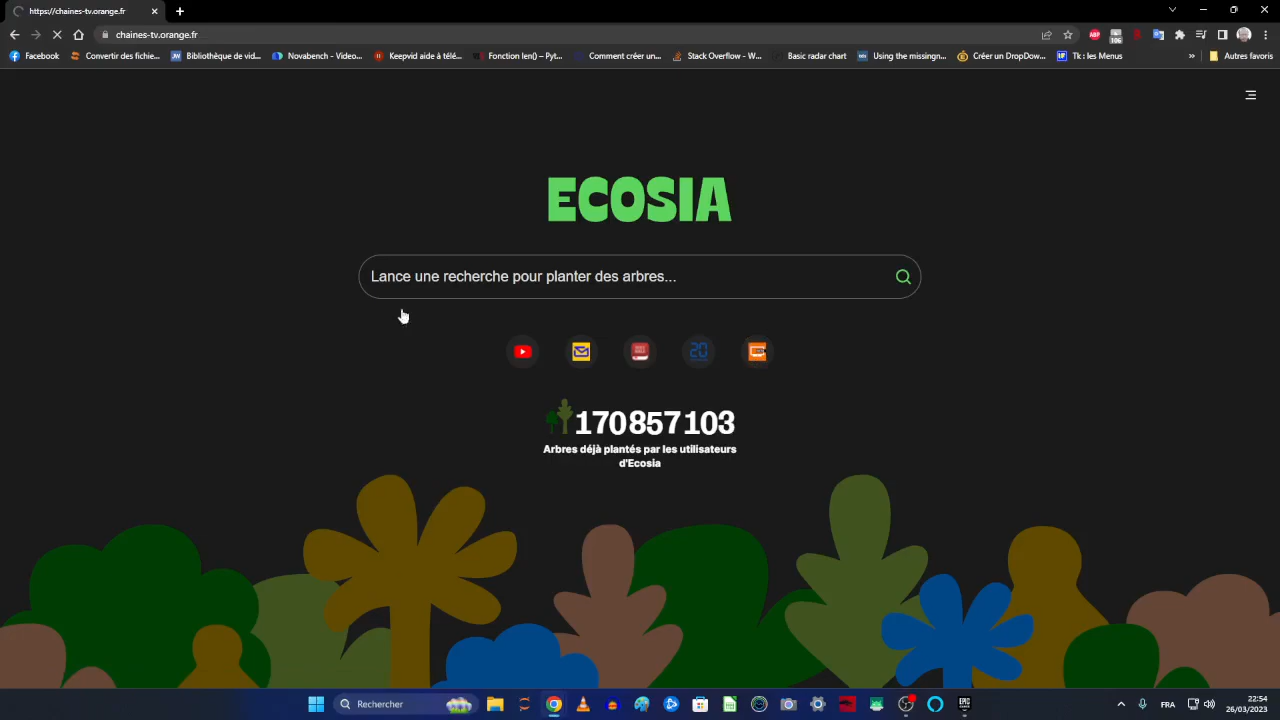 https://chaines-tv.orange.fr
chaines-tv.orange.fr
Facebook
Convertir des fichie...
Bibliothèque de vid...
Novabench - Video...
Keepvid télé...
Fonction len() – Pyt...
Comment créer un...
Stack Overflow - W...
Basic radar chart
Using the missingn...
Créer un DropDow...
Tk : les Menus
»
Autres favoris
ECOSIA
Lance une recherche pour planter des arbres...
20
170857103
Arbres déjà plantés par les utilisateurs
d'Ecosia
Rechercher
FRA
22:54
26/03/2023